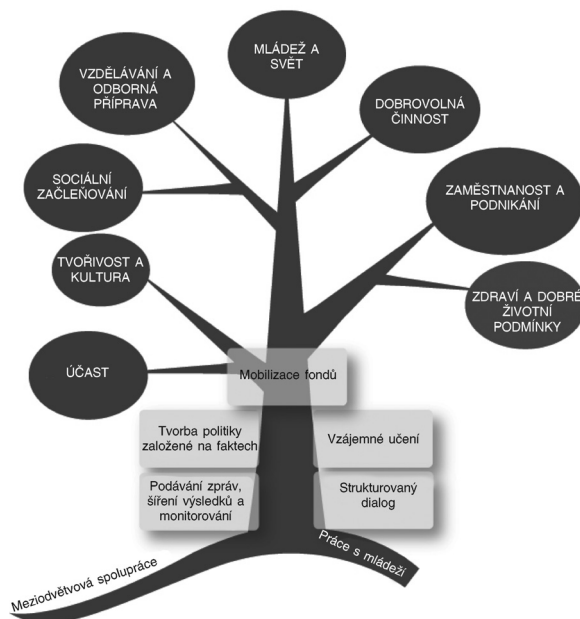 MLÁDEŽ A
SVĚT
VZDĚLÁVÁNÍ A
ODBORNÁ
PŘÍPRAVA
DOBROVOLNÁ
ČINNOST
SOCIÁLNÍ
ZAČLEŇOVÁNÍ
ZAMĚSTNANOST A
PODNIKÁNÍ
TVOŘIVOST A
KULTURA
ZDRAVÍ A DOBRÉ
ŽIVOTNÍ
PODMÍNKY
ÚČAST
Mobilizace fondů
Tvorba politiky
založené na faktech
Vzájemné učení
Podávání zpráv,
šíření výsledků a
monitorování
Strukturovaný
dialog
Meziodvětvová spolupráce
Práce s mládeží